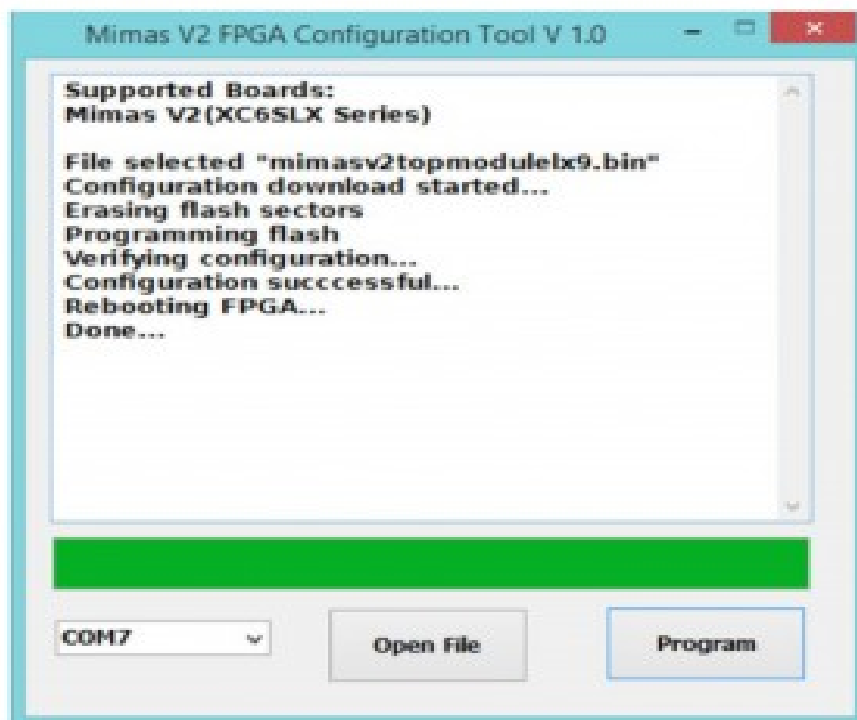 Mimas V2 FPGA Configuration Tool V 1.0
Supported Boards:
Mimas V2(XC6SLX Series)
File selected "mimasv2topmodulelx9.bin"
Configuration download started...
Erasing flash sectors
Programming flash
Verifying configuration...
Configuration succcessful...
Rebooting FPGA...
Done...
COM7
Open File
Program